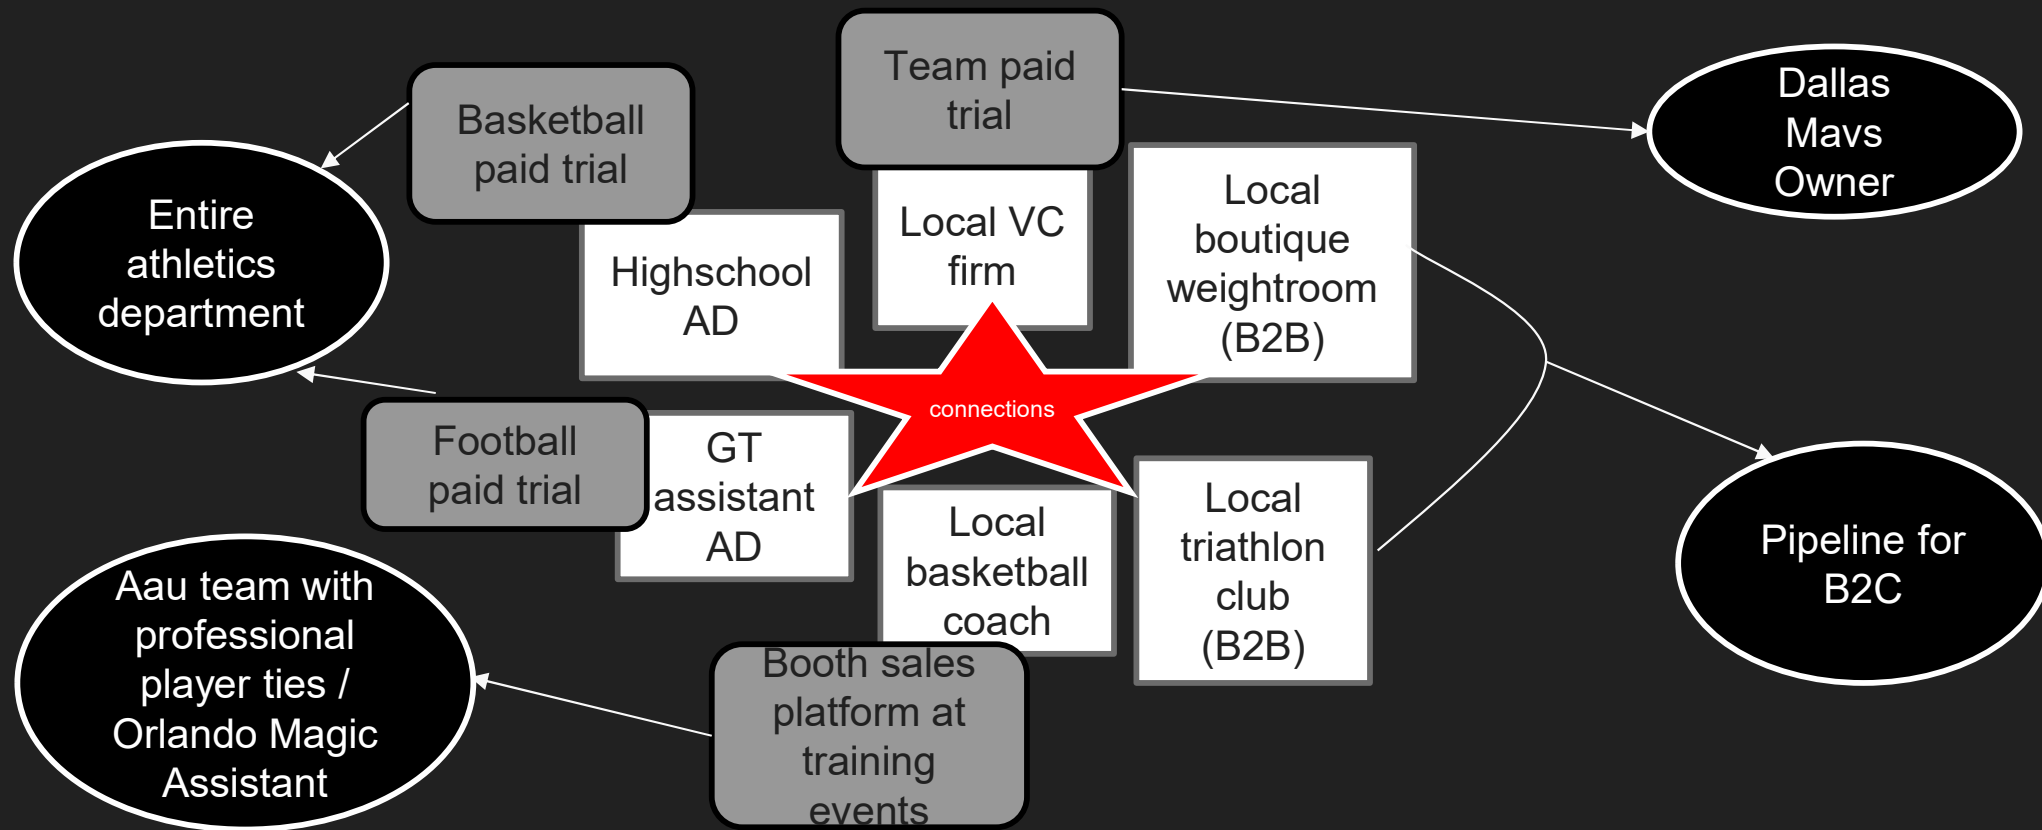 Team paid
trial
Dallas
Mavs
Owner
Basketball
paid trial
Entire
athletics
department
Highschool
AD
Local VC
firm
Local
boutique
weightroom
(B2B)
connections
Football
paid trial
GT
assistant
AD
Local
basketball
coach
Local
triathlon
club
(B2B)
Pipeline for
B2C
Aau team with
professional
player ties /
Orlando Magic
Assistant
Booth sales
platform at
training
events